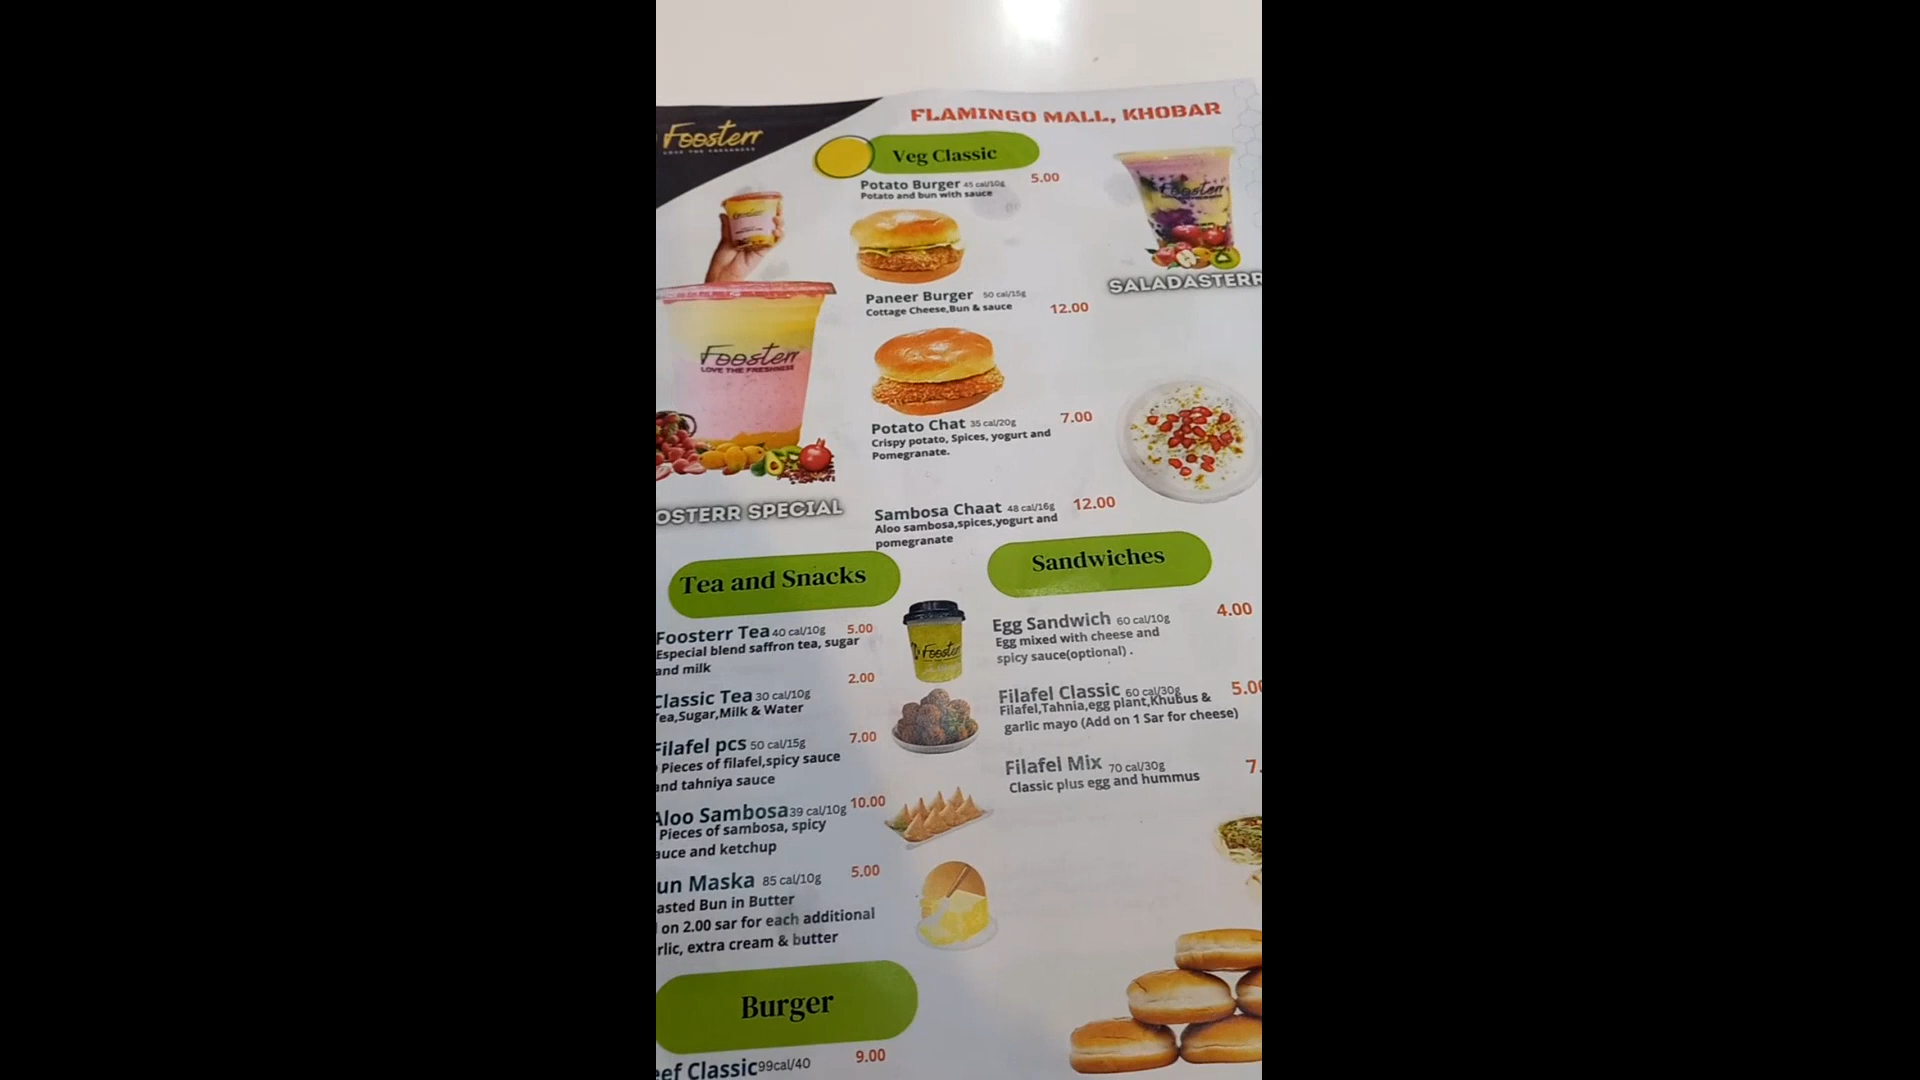 Foosterr
LOVE THE FRESHNESS
FLAMINGO MALL, KHOBAR
Veg Classic
Potato Burger 45 cal/10g 5.00
Potato and bun with sauce
Paneer Burger 50 cal/15g 12.00
Cottage Cheese,Bun & sauce
Potato Chat 35 cal/20g 7.00
Crispy potato, Spices, yogurt and
Pomegranate.
Sambosa Chaat 48 cal/16g 12.00
Aloo sambosa,spices,yogurt and
pomegranate
Foosterr
SALADASTERR
Foosterr
Foosterr
LOVE THE FRESHNESS
OSTERR SPECIAL
Tea and Snacks
Foosterr Tea 40 cal/10g 5.00
Especial blend saffron tea, sugar
and milk
Classic Tea 30 cal/10g 2.00
Tea,Sugar,Milk & Water
Filafel pcs 50 cal/15g 7.00
Pieces of filafel,spicy sauce
and tahniya sauce
Aloo Sambosa 39 cal/10g 10.00
Pieces of sambosa, spicy
auce and ketchup
un Maska 85 cal/10g 5.00
asted Bun in Butter
on 2.00 sar for each additional
rlic, extra cream & butter
Fooster
Sandwiches
Egg Sandwich 60 cal/10g 4.00
Egg mixed with cheese and
spicy sauce(optional) .
Filafel Classic 60 cal/30g 5.00
Filafel,Tahnia,egg plant,Khubus &
garlic mayo (Add on 1 Sar for cheese)
Filafel Mix 70 cal/30g 7.
Classic plus egg and hummus
Burger
eef Classic 99cal/40 9.00